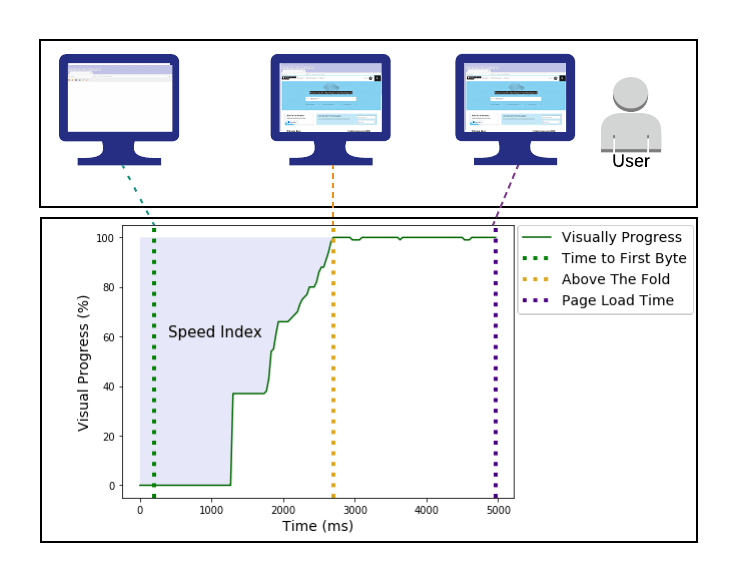 User
Visually Progress
Time to First Byte
Above The Fold
Page Load Time
Speed Index
Visual Progress (%)
100
80
60
40
20
0
0 1000 2000 3000 4000 5000
Time (ms)